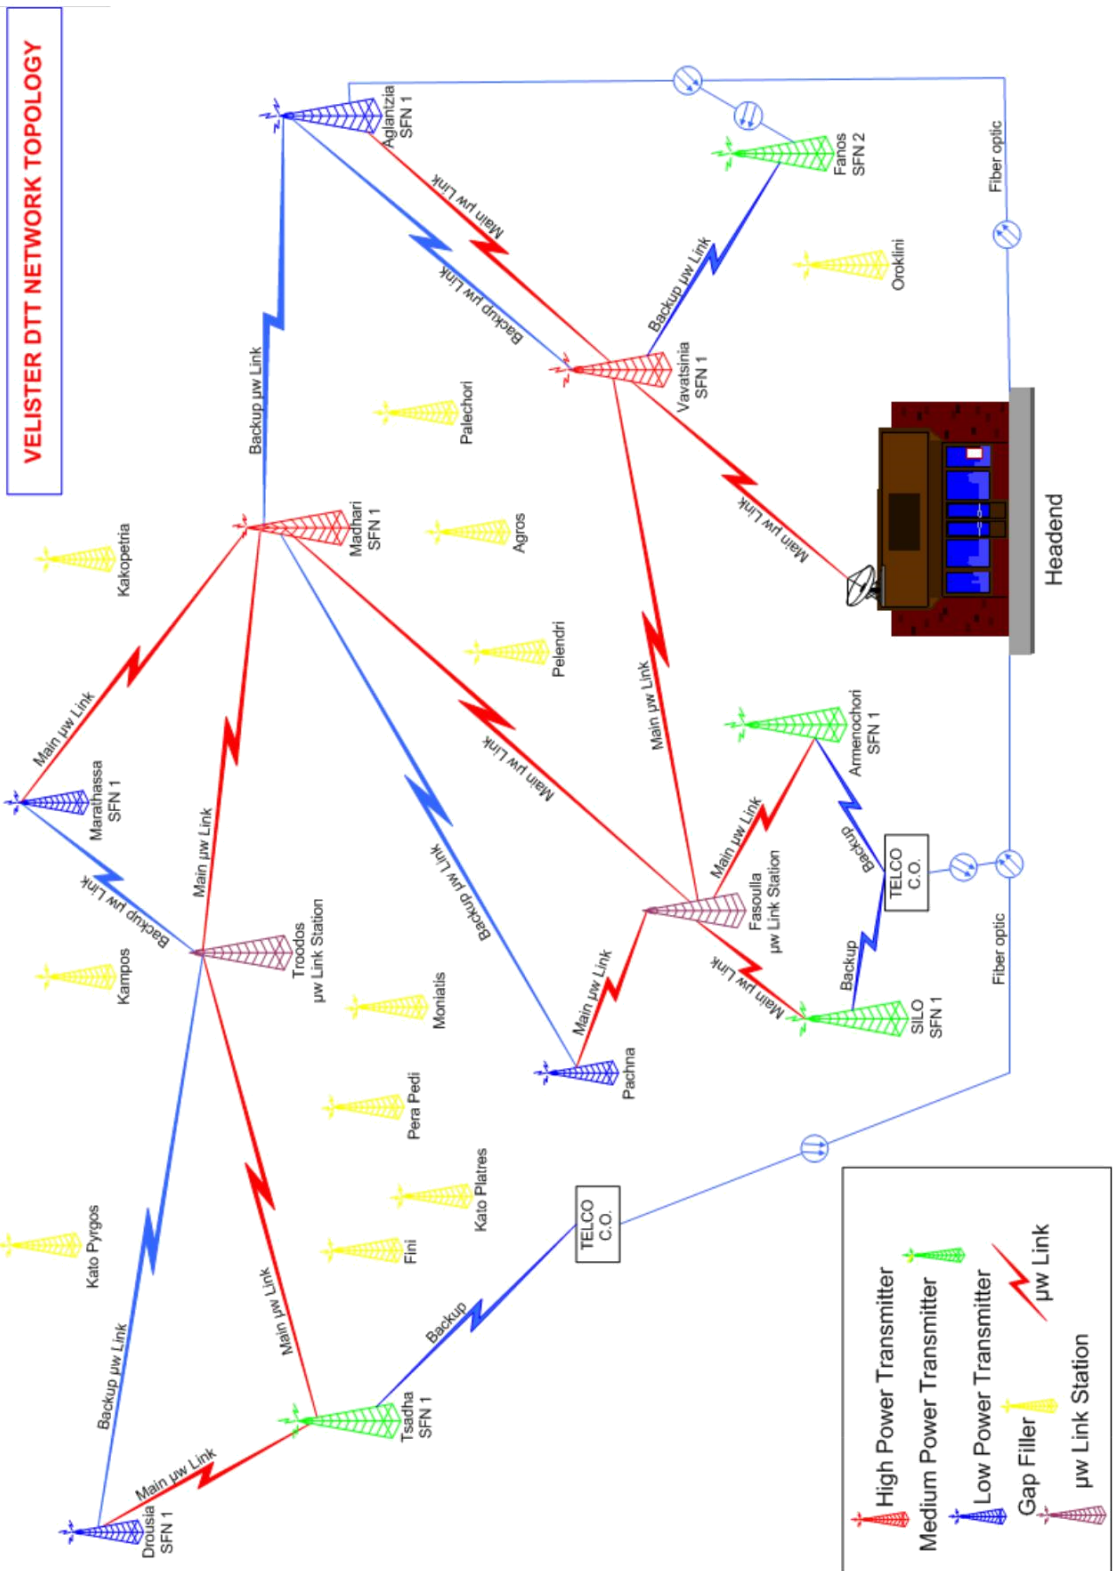 VELISTER DTT NETWORK TOPOLOGY
Kato Pyrgos
Marathassa
SFN 1
Main µw Link
Kampos
Kakopetria
Backup µw Link
Backup µw Link
Drousia
SFN 1
Main µw Link
Main µw Link
Backup µw Link
Main µw Link
Troodos
µw Link Station
Madhari
SFN 1
Aglantzia
SFN 1
Tsadha
SFN 1
Fini
Pera Pedi
Moniatis
Backup
Kato Platres
Backup µw Link
Palechori
Main µw Link
Backup µw Link
Agros
Main µw Link
Pelendri
TELCO
C.O.
Main µw Link
Pachna
Main µw Link
Vavatsinia
SFN 1
Backup µw Link
Main µw Link
Main µw Link
Fasoulla
µw Link Station
Main µw Link
Backup
Backup
Armenochori
SFN 1
Fanos
SFN 2
TELCO
C.O.
Oroklini
SILO
SFN 1
Fiber optic
Fiber optic
Headend
High Power Transmitter
Medium Power Transmitter
Low Power Transmitter
Gap Filler
µw Link
µw Link Station